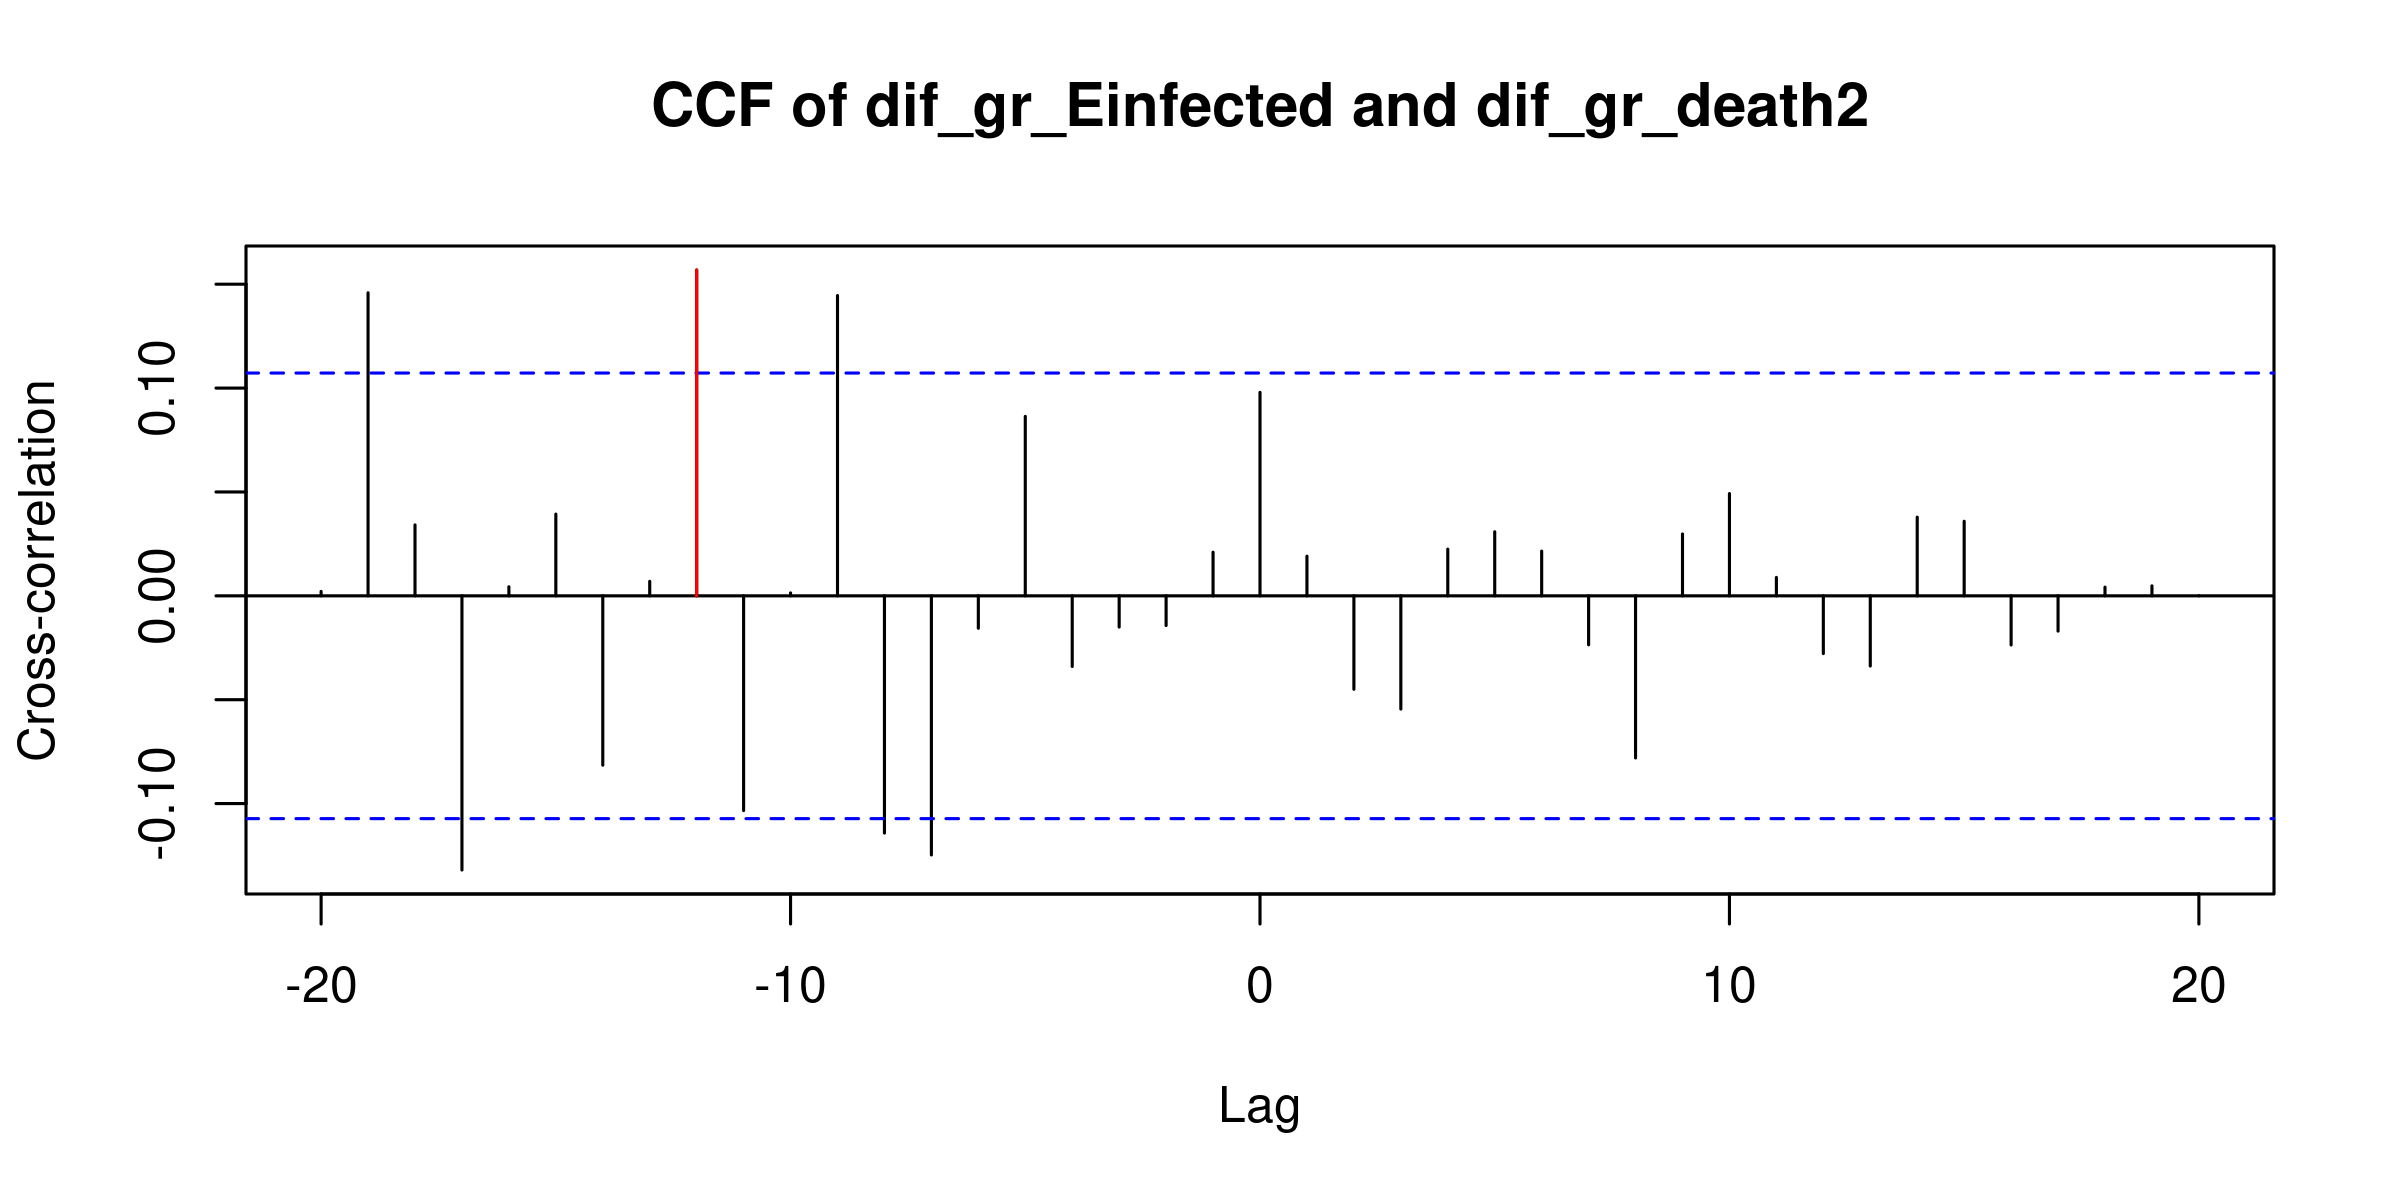 CCF of dif_gr_Einfected and dif_gr_death2
Cross-correlation
0.10
0.00
-0.10
-20 -10 0 10 20
Lag